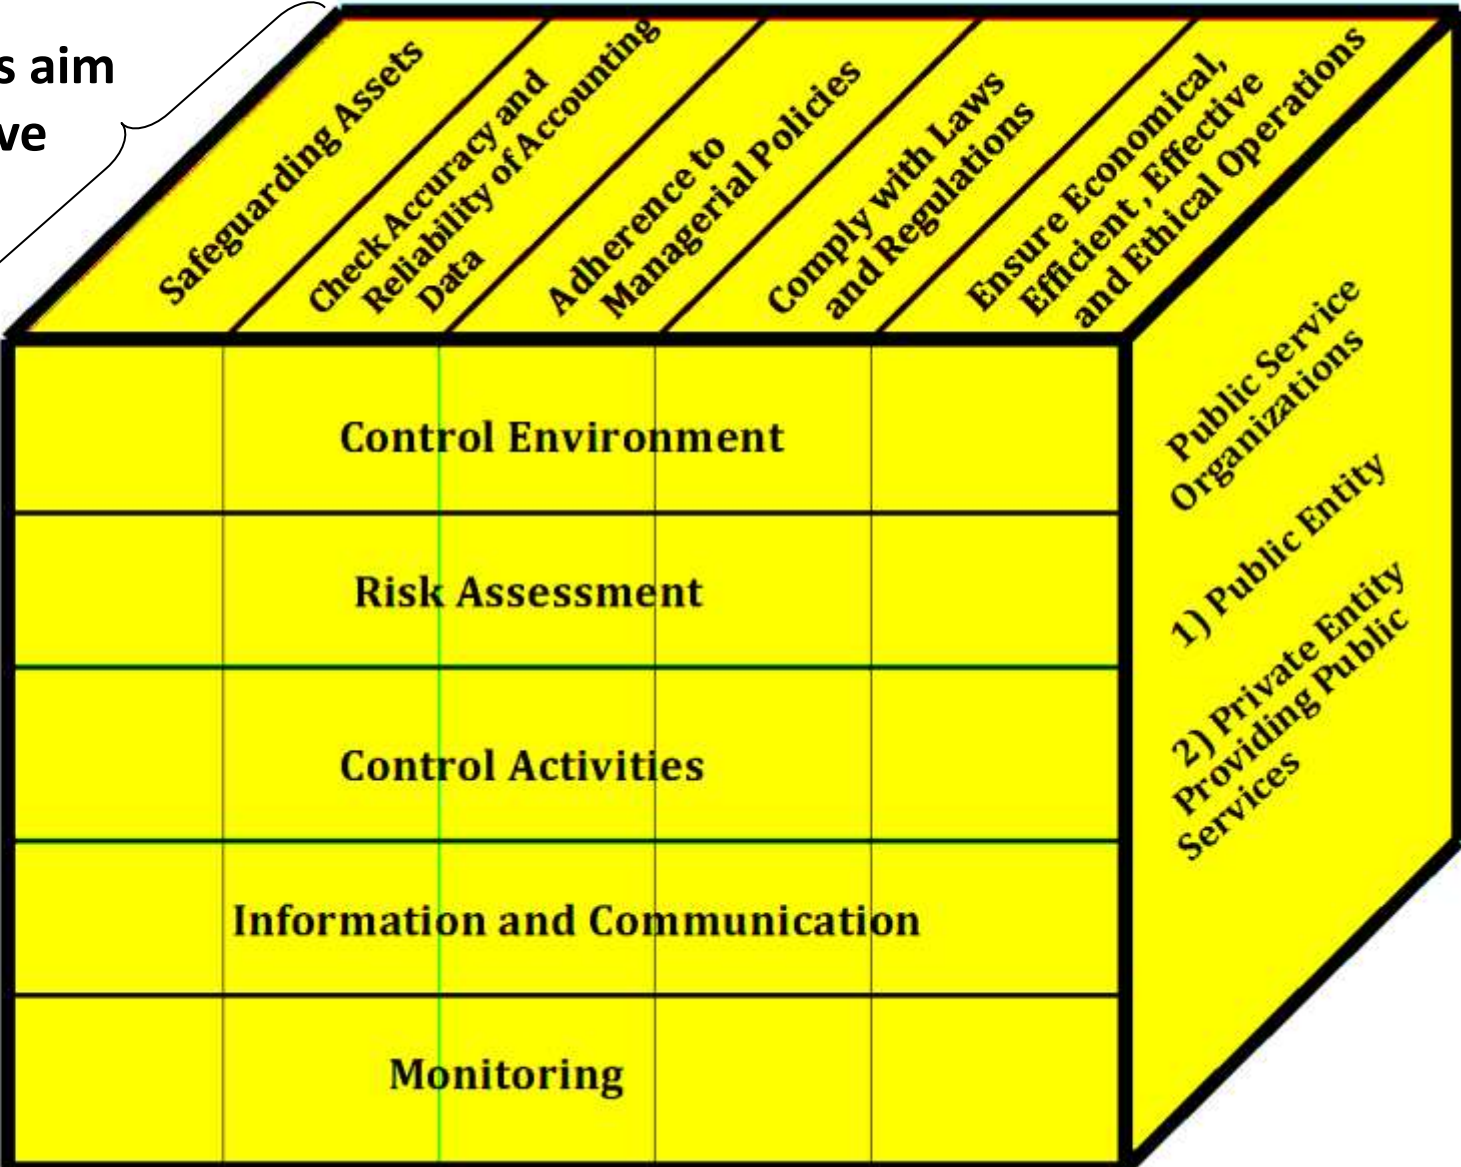 s aim
ve
Safeguarding Assets
Check Accuracy and
Reliability of Accounting
Data
Adherence to
Managerial Policies
Comply with Laws
and Regulations
Ensure Economical,
Efficient, Effective
and Ethical Operations
Control Environment
Risk Assessment
Control Activities
Information and Communication
Monitoring
Public Service
Organizations
1) Public Entity
2) Private Entity
Providing Public
Services